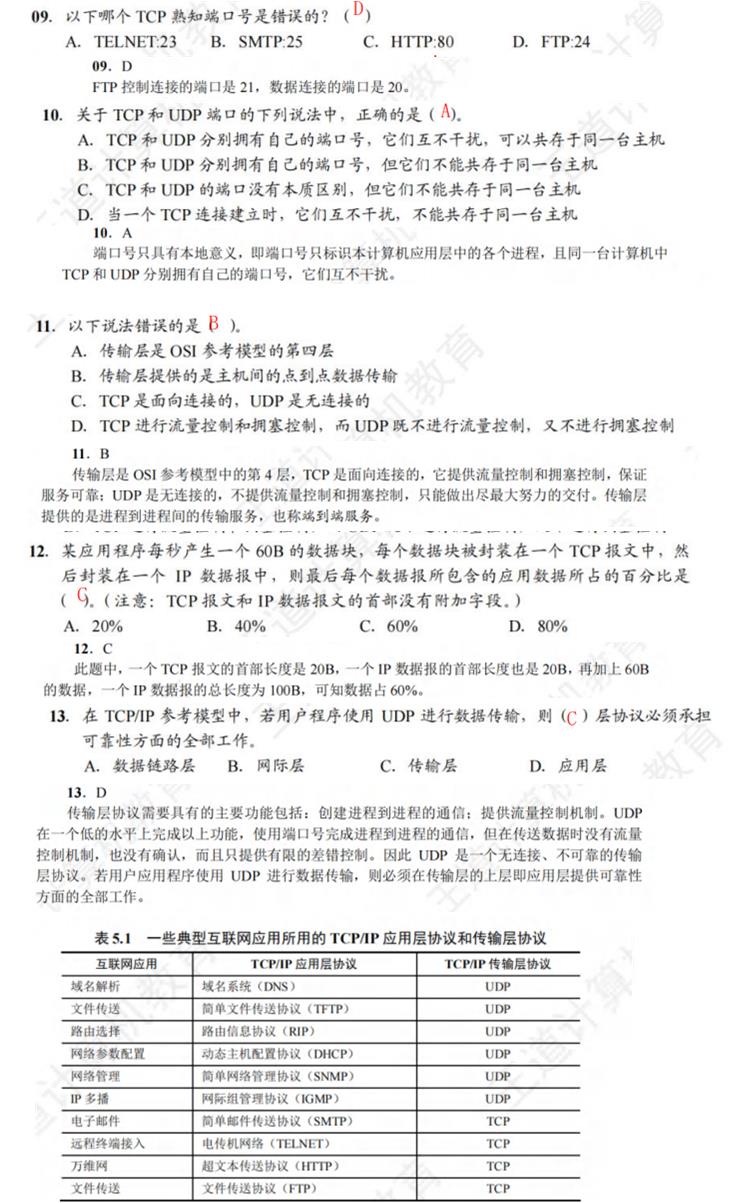 09. 以下哪个 TCP 熟知端口号是错误的？（ D ）
A. TELNET:23 B. SMTP:25 C. HTTP:80 D. FTP:24
09. D
FTP 控制连接的端口是 21，数据连接的端口是 20。
10. 关于 TCP 和 UDP 端口的下列说法中，正确的是（ A ）。
A. TCP 和 UDP 分别拥有自己的端口号，它们互不干扰，可以共存于同一台主机
B. TCP 和 UDP 分别拥有自己的端口号，但它们不能共存于同一台主机
C. TCP 和 UDP 的端口没有本质区别，但它们不能共存于同一台主机
D. 当一个 TCP 连接建立时，它们互不干扰，不能共存于同一台主机
10. A
端口号只具有本地意义，即端口号只标识本计算机应用层中的各个进程，且同一台计算机中
TCP 和 UDP 分别拥有自己的端口号，它们互不干扰。
11. 以下说法错误的是 B ）。
A. 传输层是 OSI 参考模型的第四层
B. 传输层提供的是主机间的点到点数据传输
C. TCP 是面向连接的，UDP 是无连接的
D. TCP 进行流量控制和拥塞控制，而 UDP 既不进行流量控制，又不进行拥塞控制
11. B
传输层是 OSI 参考模型中的第 4 层，TCP 是面向连接的，它提供流量控制和拥塞控制，保证
服务可靠；UDP 是无连接的，不提供流量控制和拥塞控制，只能做出尽最大努力的交付。传输层
提供的是进程到进程间的传输服务，也称端到端服务。
12. 某应用程序每秒产生一个 60B 的数据块，每个数据块被封装在一个 TCP 报文中，然
后封装在一个 IP 数据报中，则最后每个数据报所包含的应用数据所占的百分比是
（ C ）。（注意：TCP 报文和 IP 数据报文的首部没有附加字段。）
A. 20% B. 40% C. 60% D. 80%
12. C
此题中，一个 TCP 报文的首部长度是 20B，一个 IP 数据报的首部长度也是 20B，再加上 60B
的数据，一个 IP 数据报的总长度为 100B，可知数据占 60%。
13. 在 TCP/IP 参考模型中，若用户程序使用 UDP 进行数据传输，则（C ）层协议必须承担
可靠性方面的全部工作。
A. 数据链路层 B. 网际层 C. 传输层 D. 应用层
13. D
传输层协议需要具有的主要功能包括：创建进程到进程的通信；提供流量控制机制。UDP
在一个低的水平上完成以上功能，使用端口号完成进程到进程的通信，但在传送数据时没有流量
控制机制，也没有确认，而且只提供有限的差错控制。因此 UDP 是一个无连接、不可靠的传输
层协议。若用户应用程序使用 UDP 进行数据传输，则必须在传输层的上层即应用层提供可靠性
方面的全部工作。
表 5.1 一些典型互联网应用所用的 TCP/IP 应用层协议和传输层协议
互联网应用 TCP/IP 应用层协议 TCP/IP 传输层协议
域名解析 域名系统（DNS） UDP
文件传送 简单文件传送协议（TFTP） UDP
路由选择 路由信息协议（RIP） UDP
网络参数配置 动态主机配置协议（DHCP） UDP
网络管理 简单网络管理协议（SNMP） UDP
IP 多播 网际组管理协议（IGMP） UDP
电子邮件 简单邮件传送协议（SMTP） TCP
远程终端接入 电传机网络（TELNET） TCP
万维网 超文本传送协议（HTTP） TCP
文件传送 文件传送协议（FTP） TCP